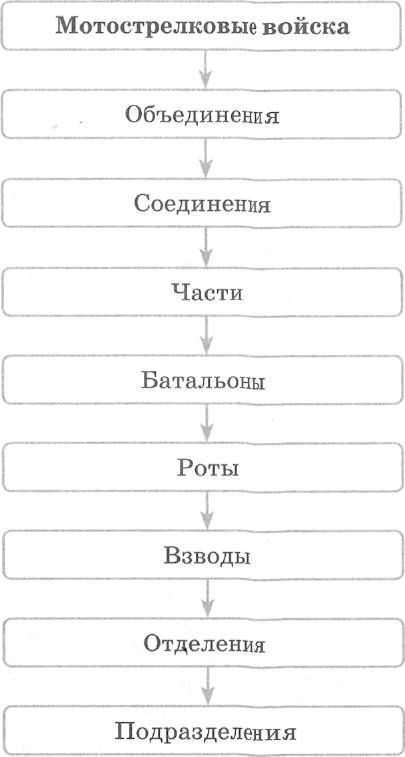 Мотострелковые войска
Объединения
Соединения
Части
Батальоны
Роты
Взводы
Отделения
Подразделения